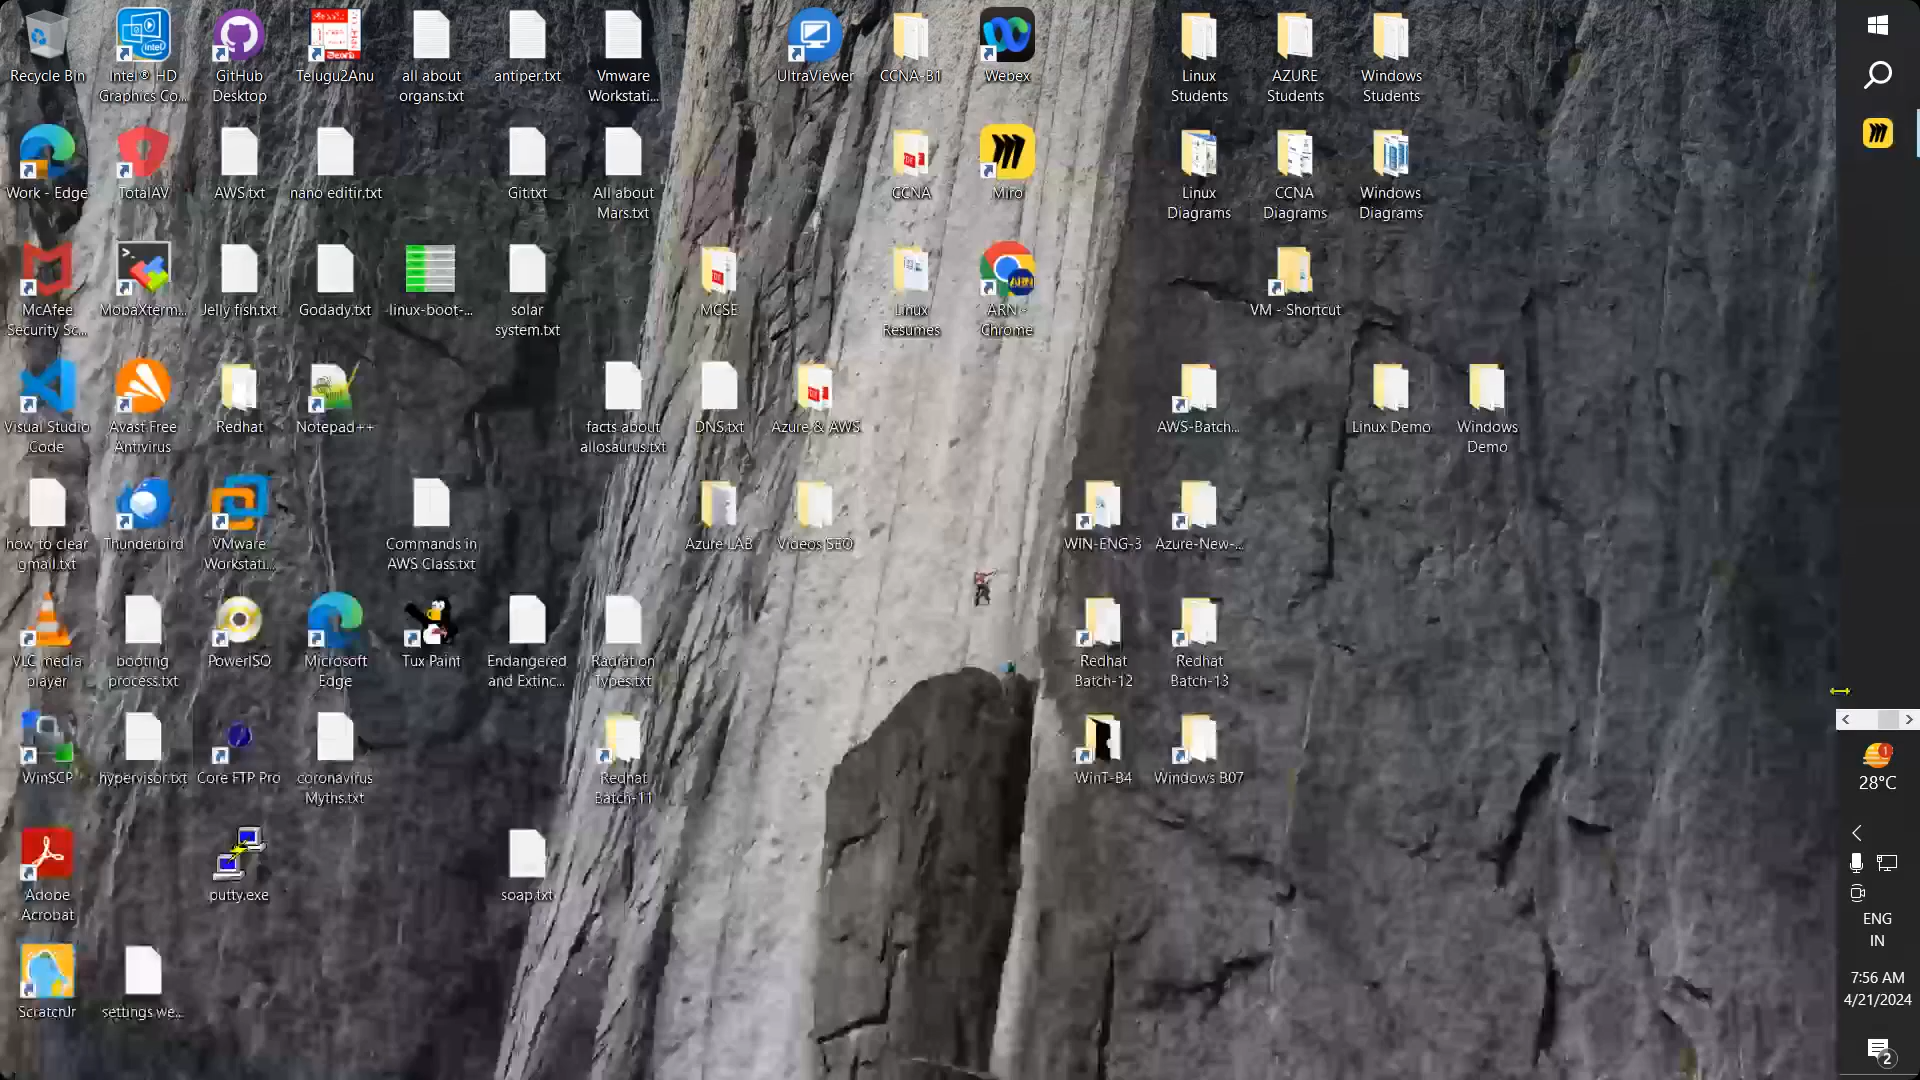 Recycle Bin
Intel® HD
Graphics Co...
GitHub
Desktop
Telugu2Anu
all about
organs.txt
antiper.txt
Vmware
Workstati...
UltraViewer
CCNA-B1
Webex
Linux
Students
AZURE
Students
Windows
Students
Work - Edge
TotalAV
AWS.txt
nano editir.txt
Git.txt
All about
Mars.txt
CCNA
Miro
Linux
Diagrams
CCNA
Diagrams
Windows
Diagrams
McAfee
Security Sc...
MobaXterm...
Jelly fish.txt
Godady.txt
linux-boot-...
solar
system.txt
MCSE
Linux
Resumes
ARN -
Chrome
VM - Shortcut
Visual Studio
Code
Avast Free
Antivirus
Redhat
Notepad++
facts about
allosaurus.txt
DNS.txt
Azure & AWS
AWS-Batch...
Linux Demo
Windows
Demo
how to clear
gmail.txt
Thunderbird
VMware
Workstati...
Commands in
AWS Class.txt
Azure LAB
Videos SEO
WIN-ENG-3
Azure-New-...
VLC media
player
booting
process.txt
PowerISO
Microsoft
Edge
Tux Paint
Endangered
and Extinc...
Radiation
Types.txt
Redhat
Batch-12
Redhat
Batch-13
WinSCP
hypervisor.txt
Core FTP Pro
coronavirus
Myths.txt
Redhat
Batch-11
WinT-B4
Windows B07
Adobe
Acrobat
putty.exe
soap.txt
ScratchJr
settings we...
1
28°C
ENG
IN
7:56 AM
4/21/2024
2